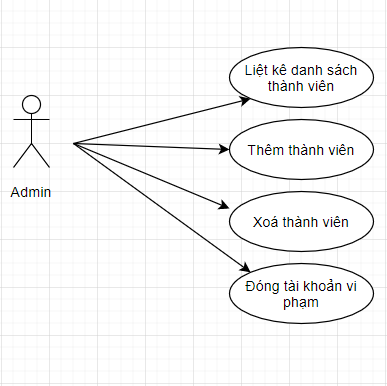 Liệt kê danh sách
thành viên
Admin
Thêm thành viên
Xoá thành viên
Đóng tài khoản vi
phạm